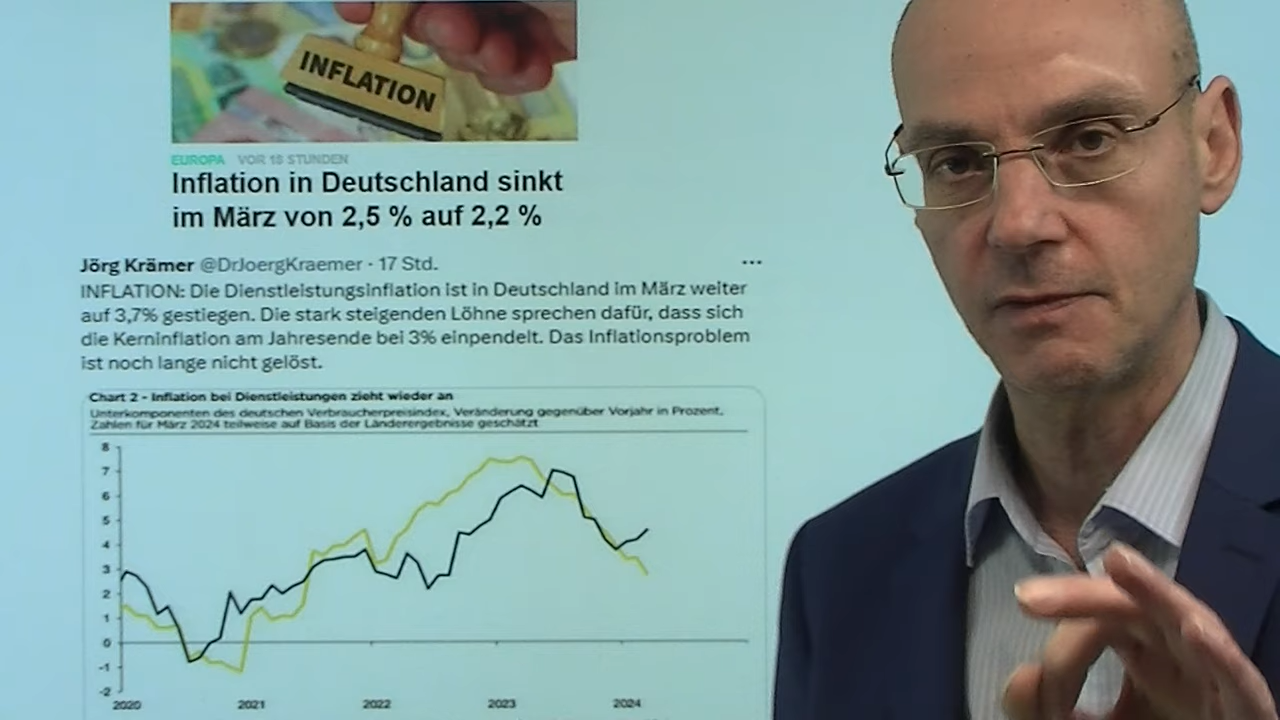 INFLATION
EUROPA VOR 18 STUNDEN
Inflation in Deutschland sinkt
im März von 2,5 % auf 2,2 %
Jörg Krämer @DrJoergKraemer · 17 Std. ...
INFLATION: Die Dienstleistungsinflation ist in Deutschland im März weiter
auf 3,7% gestiegen. Die stark steigenden Löhne sprechen dafür, dass sich
die Kerninflation am Jahresende bei 3% einpendelt. Das Inflationsproblem
ist noch lange nicht gelöst.
Chart 2 - Inflation bei Dienstleistungen zieht wieder an
Unterkomponenten des deutschen Verbraucherpreisindex, Veränderung gegenüber Vorjahr in Prozent,
Zahlen für März 2024 teilweise auf Basis der Länderergebnisse geschätzt
8
7
6
5
4
3
2
1
0
-1
-2
2020 2021 2022 2023 2024